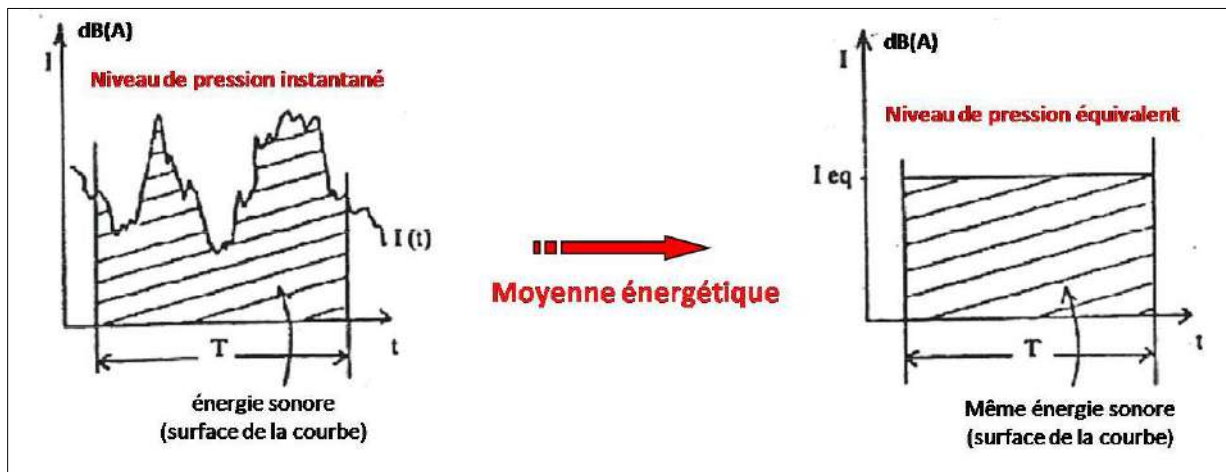 dB(A)
I
Niveau de pression instantané
I (t)
T
t
énergie sonore
(surface de la courbe)
Moyenne énergétique
dB(A)
I
Niveau de pression équivalent
I eq
T
t
Même énergie sonore
(surface de la courbe)